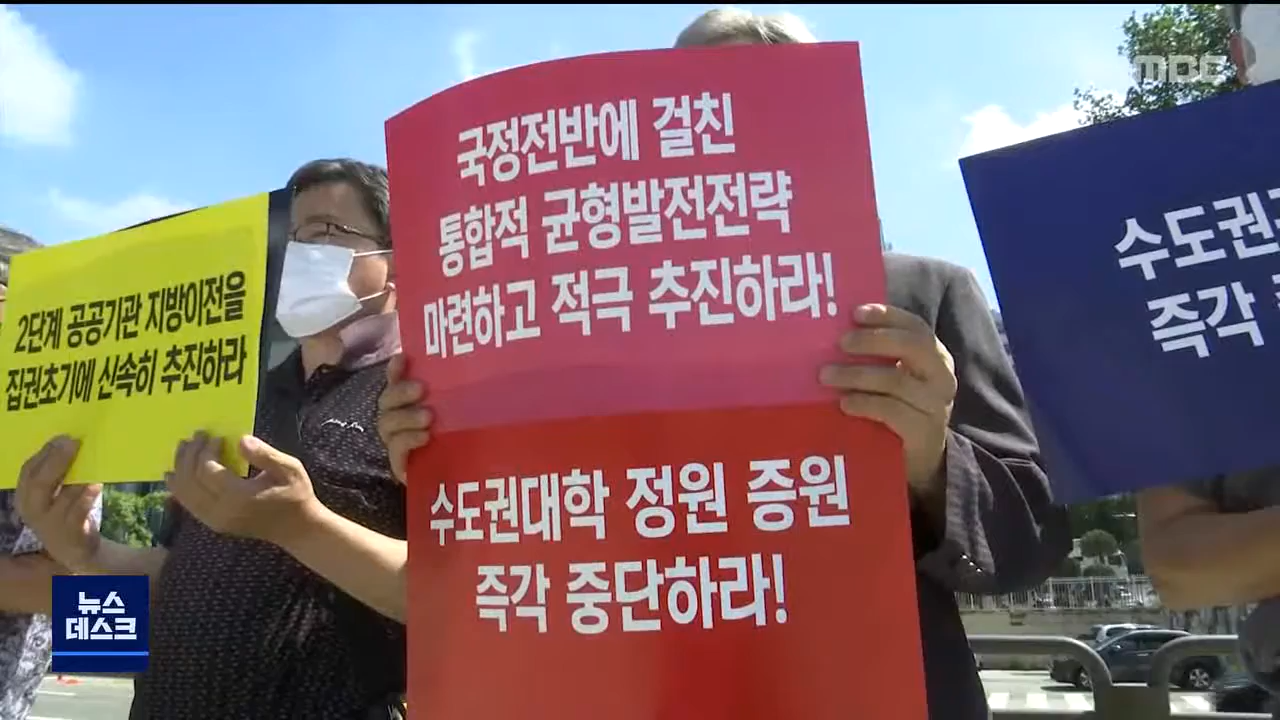 MBC
2단계 공공기관 지방이전을
집권초기에 신속히 추진하라
국정전반에 걸친
통합적 균형발전전략
마련하고 적극 추진하라!
수도권대학 정원 증원
즉각 중단하라!
수도권
즉각
뉴스
데스크